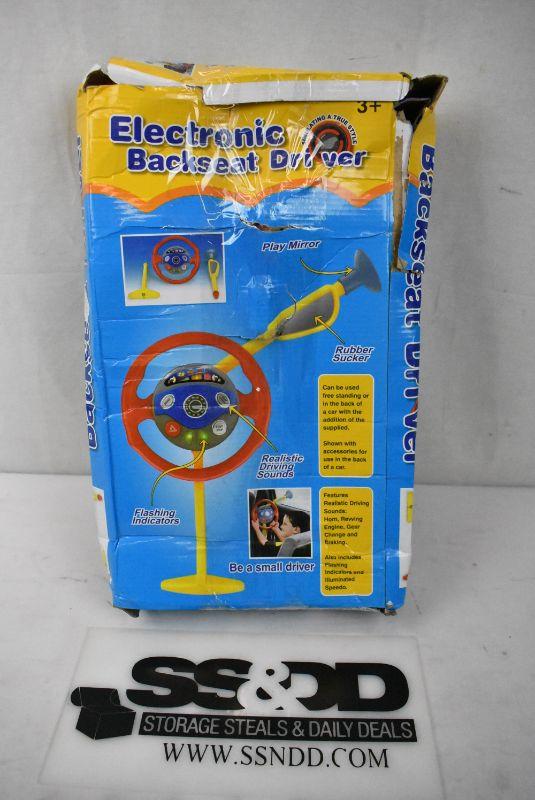 3+
CREATING A TRUE STYLE
Electronic
Backseat Driver
Play Mirror
Rubber
Sucker
Can be used
free standing or
in the back of
a car with the
addition of the
supplied.
Shown with
accessories for
use in the back
of a car.
Realistic
Driving
Sounds
Flashing
Indicators
Features
Realistic Driving
Sounds:
Horn, Revving
Engine, Gear
Change and
Braking.
Also includes
Flashing
Indicators and
Illuminated
Speedo.
Be a small driver
Backseat Driver
SS&DD
STORAGE STEALS & DAILY DEALS
WWW.SSNDD.COM